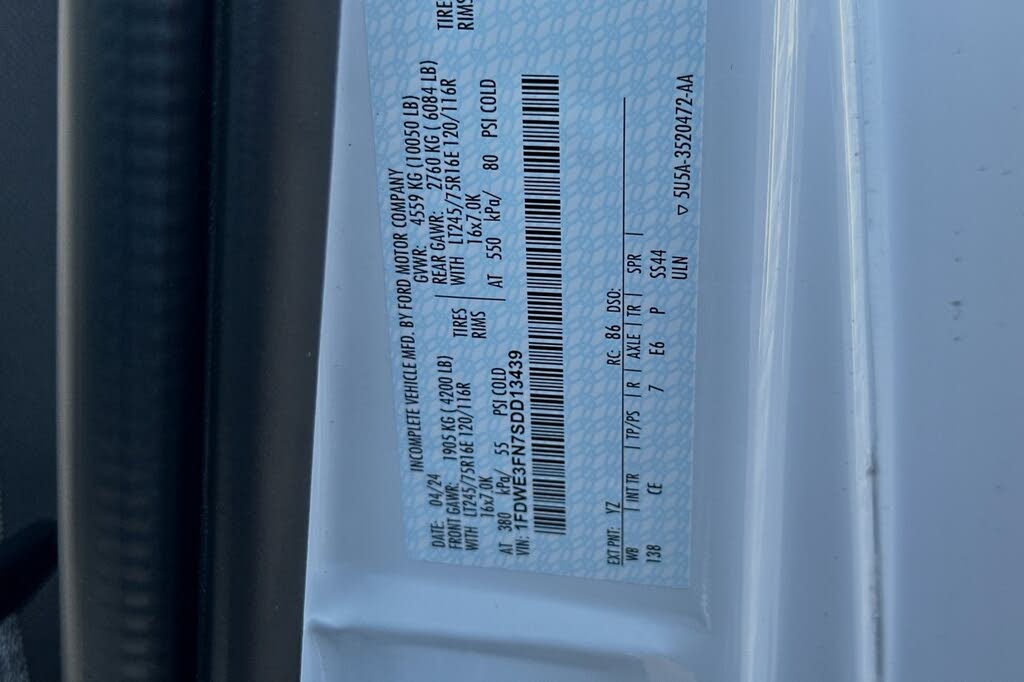 INCOMPLETE VEHICLE MFD. BY FORD MOTOR COMPANY
DATE: 04/24 GVWR: 4559 KG (10050 LB)
FRONT GAWR: 1905 KG ( 4200 LB) REAR GAWR: 2760 KG ( 6084 LB)
WITH LT245/75R16E 120/116R TIRES WITH LT245/75R16E 120/116R TIRES
16x7.0K RIMS 16x7.0K RIMS
AT 380 kPa/ 55 PSI COLD AT 550 kPa/ 80 PSI COLD
VIN: 1FDWE3FN7SDD13439
EXT PNT: YZ RC: 86 DSO:
WB | INT TR | TP/PS | R | AXLE | TR | SPR |
138 CE 7 E6 P SS44
ULN
▽ 5U5A-3520472-AA